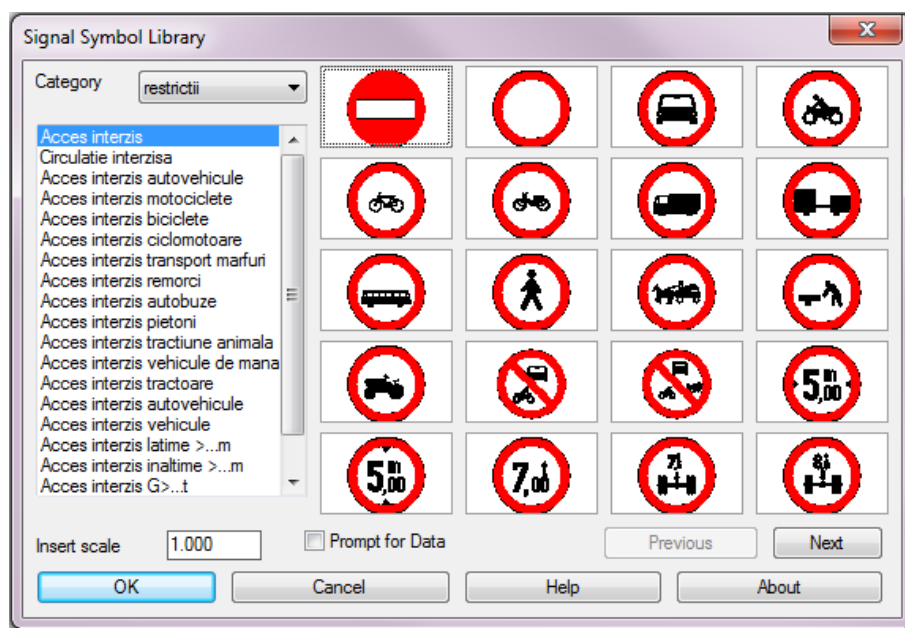 Signal Symbol Library
Category
restrictii
Acces interzis
Circulatie interzisa
Acces interzis autovehicule
Acces interzis motociclete
Acces interzis biciclete
Acces interzis ciclomotoare
Acces interzis transport marfuri
Acces interzis remorci
Acces interzis autobuze
Acces interzis pietoni
Acces interzis tractiune animala
Acces interzis vehicule de mana
Acces interzis tractoare
Acces interzis autovehicule
Acces interzis vehicule
Acces interzis latime >...m
Acces interzis inaltime >...m
Acces interzis G>...t
5,00 m
5,00 m
7,00 t
Insert scale
1.000
Prompt for Data
Previous
Next
OK
Cancel
Help
About